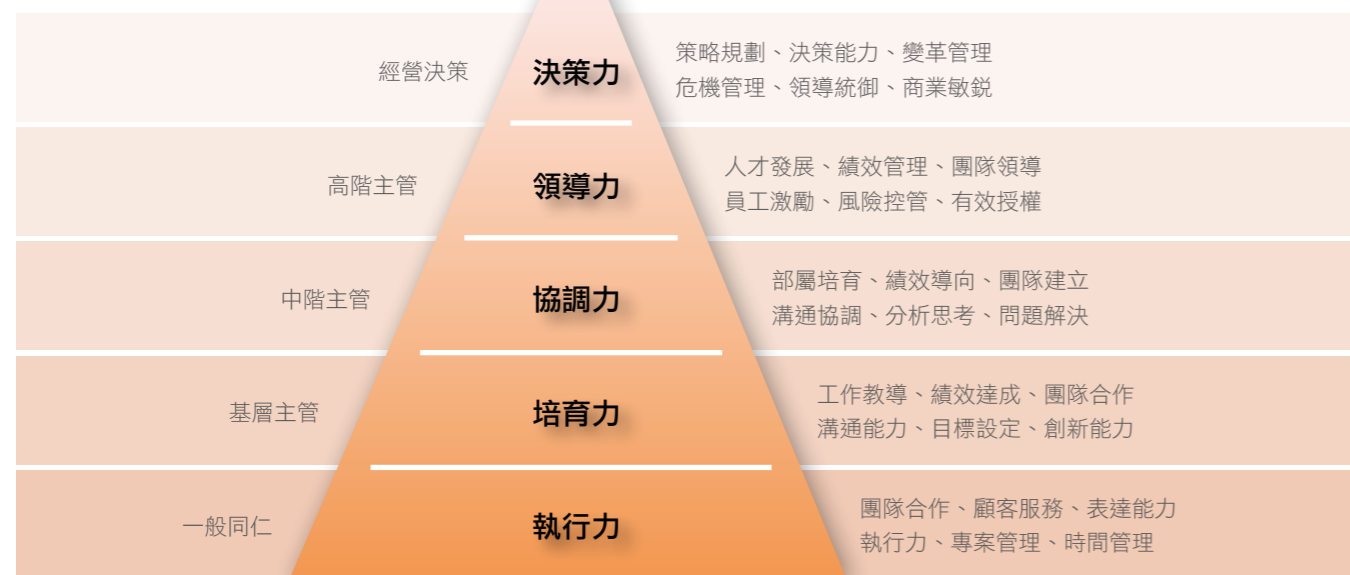 經營決策
決策力
策略規劃、決策能力、變革管理
危機管理、領導統御、商業敏銳
高階主管
領導力
人才發展、績效管理、團隊領導
員工激勵、風險控管、有效授權
中階主管
協調力
部屬培育、績效導向、團隊建立
溝通協調、分析思考、問題解決
基層主管
培育力
工作教導、績效達成、團隊合作
溝通能力、目標設定、創新能力
一般同仁
執行力
團隊合作、顧客服務、表達能力
執行力、專案管理、時間管理